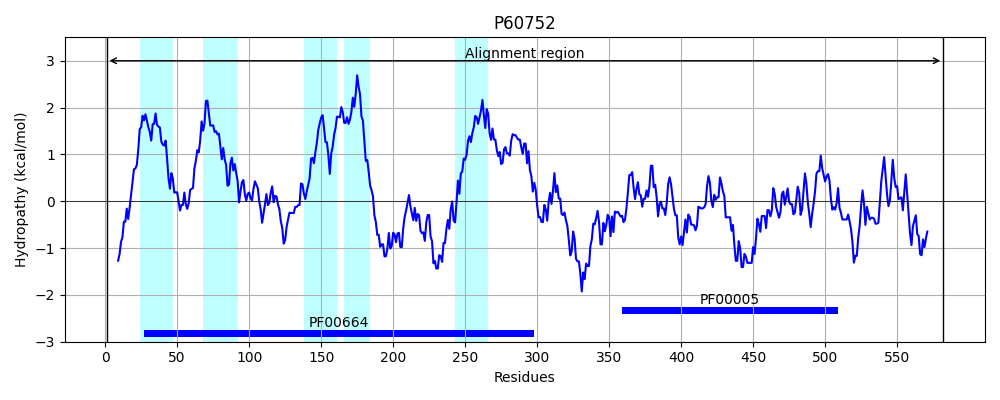 P60752
Alignment region
Hydropathy (kcal/mol)
3
2
1
0
−1
−2
−3
PF00005
PF00664
0 50 100 150 200 250 300 350 400 450 500 550
Residues